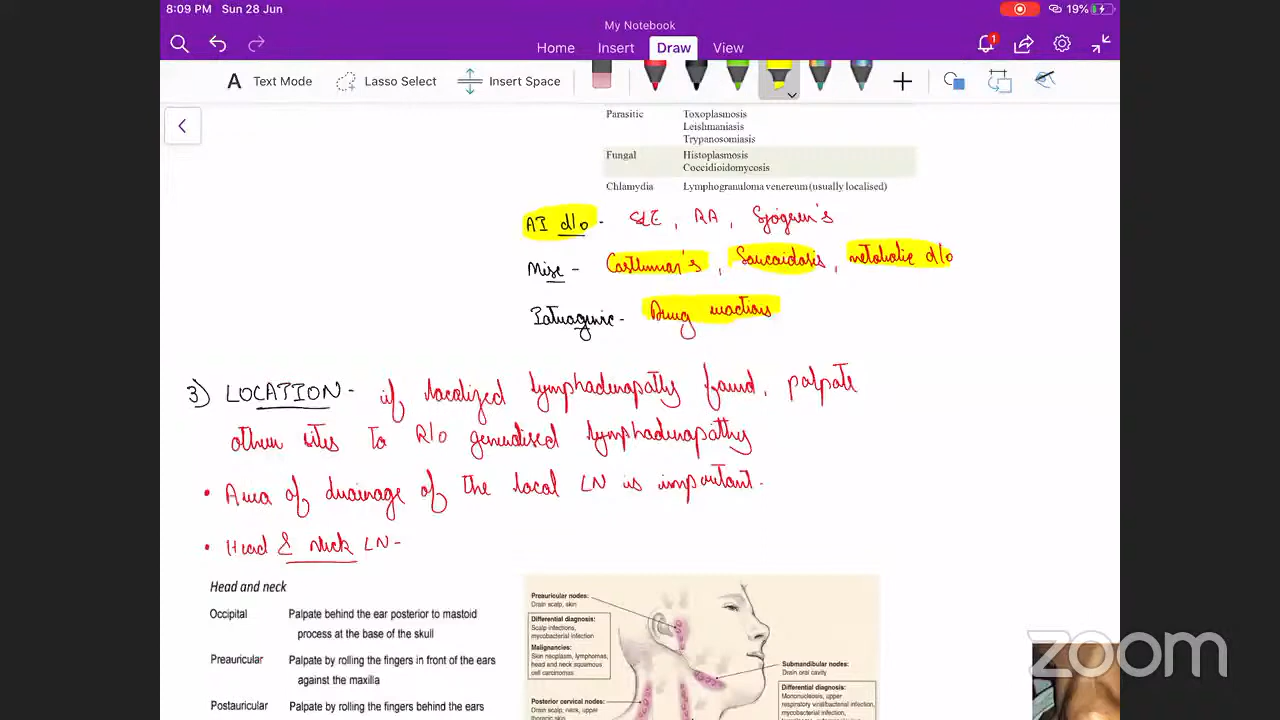 8:09 PM Sun 28 Jun
19%
My Notebook
1
Home Insert Draw View
A Text Mode Lasso Select Insert Space
Parasitic Toxoplasmosis
Leishmaniasis
Trypanosomiasis
Fungal Histoplasmosis
Coccidioidomycosis
Chlamydia Lymphogranuloma venereum (usually localised)
AI d/o - SLE, RA, Sjögren's
Misc - Castleman's, Sarcoidosis, metabolic d/o
Iatrogenic - Drug reactions
3) LOCATION - if localized lymphadenopathy found, palpate
other sites to R/o generalised lymphadenopathy
• Area of drainage of the local LN is important.
• Head & Neck LN -
Head and neck
Occipital Palpate behind the ear posterior to mastoid
process at the base of the skull
Preauricular Palpate by rolling the fingers in front of the ears
against the maxilla
Postauricular Palpate by rolling the fingers behind the ears
Preauricular nodes:
Drain scalp, skin
Differential diagnosis:
Scalp infections,
mycobacterial infection
Malignancies:
Skin neoplasm, lymphomas,
head and neck squamous
cell carcinomas
Posterior cervical nodes:
Drain scalp, neck, upper
thoracic skin
Submandibular nodes:
Drain oral cavity
Differential diagnosis:
Mononucleosis, upper
respiratory viral/bacterial infection,
mycobacterial infection,
zoom